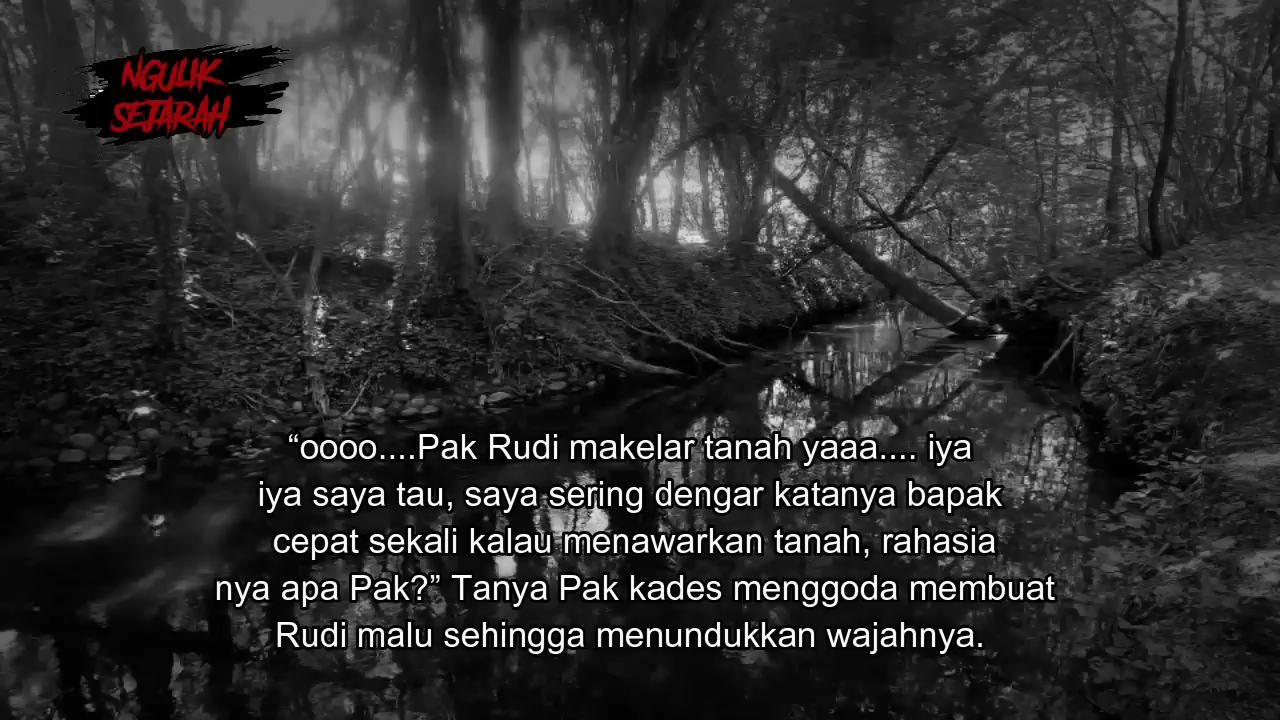 NGULIK
SEJARAH
“oooo....Pak Rudi makelar tanah yaaa.... iya
iya saya tau, saya sering dengar katanya bapak
cepat sekali kalau menawarkan tanah, rahasia
nya apa Pak?” Tanya Pak kades menggoda membuat
Rudi malu sehingga menundukkan wajahnya.